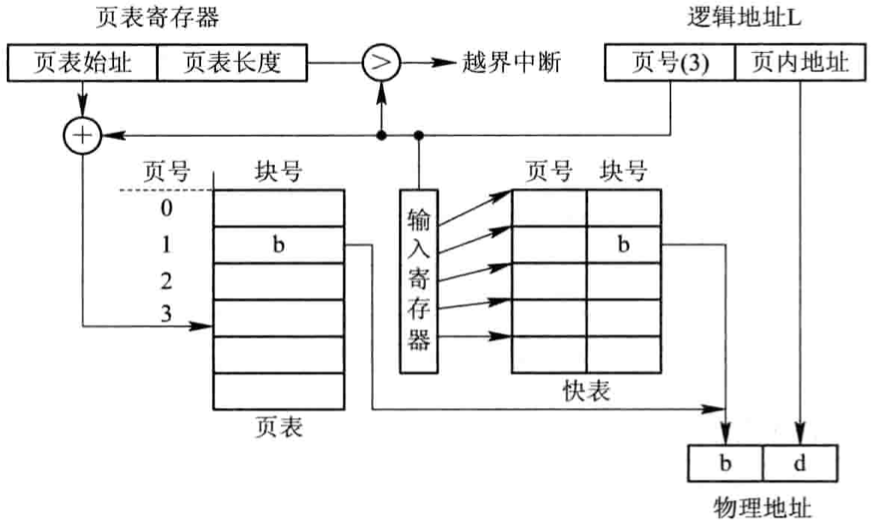 页表寄存器
逻辑地址L
页表始址 页表长度
>
越界中断
页号(3) 页内地址
+
页号 块号
页号 块号
0
1 b
2
3
输入寄存器
b
快表
页表
b d
物理地址